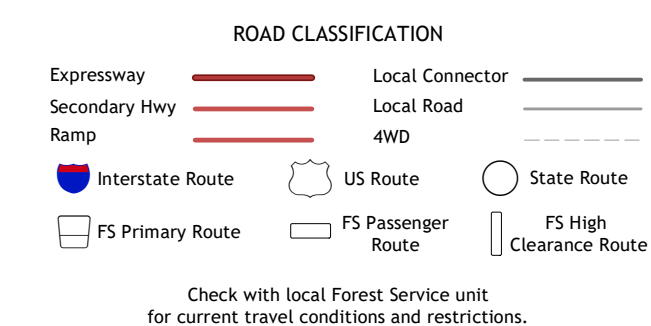 ROAD CLASSIFICATION
Expressway
Local Connector
Secondary Hwy
Local Road
Ramp
4WD
Interstate Route
US Route
State Route
FS Primary Route
FS Passenger
Route
FS High
Clearance Route
Check with local Forest Service unit
for current travel conditions and restrictions.